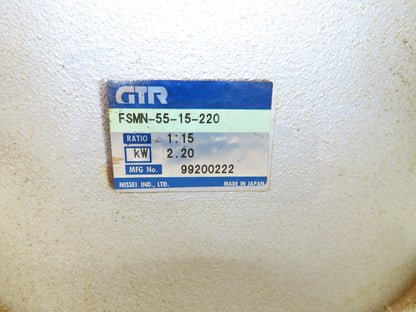 GTR
FSMN-55-15-220
RATIO 1:15
kW 2.20
MFG No. 99200222
NISSEI IND., LTD. MADE IN JAPAN